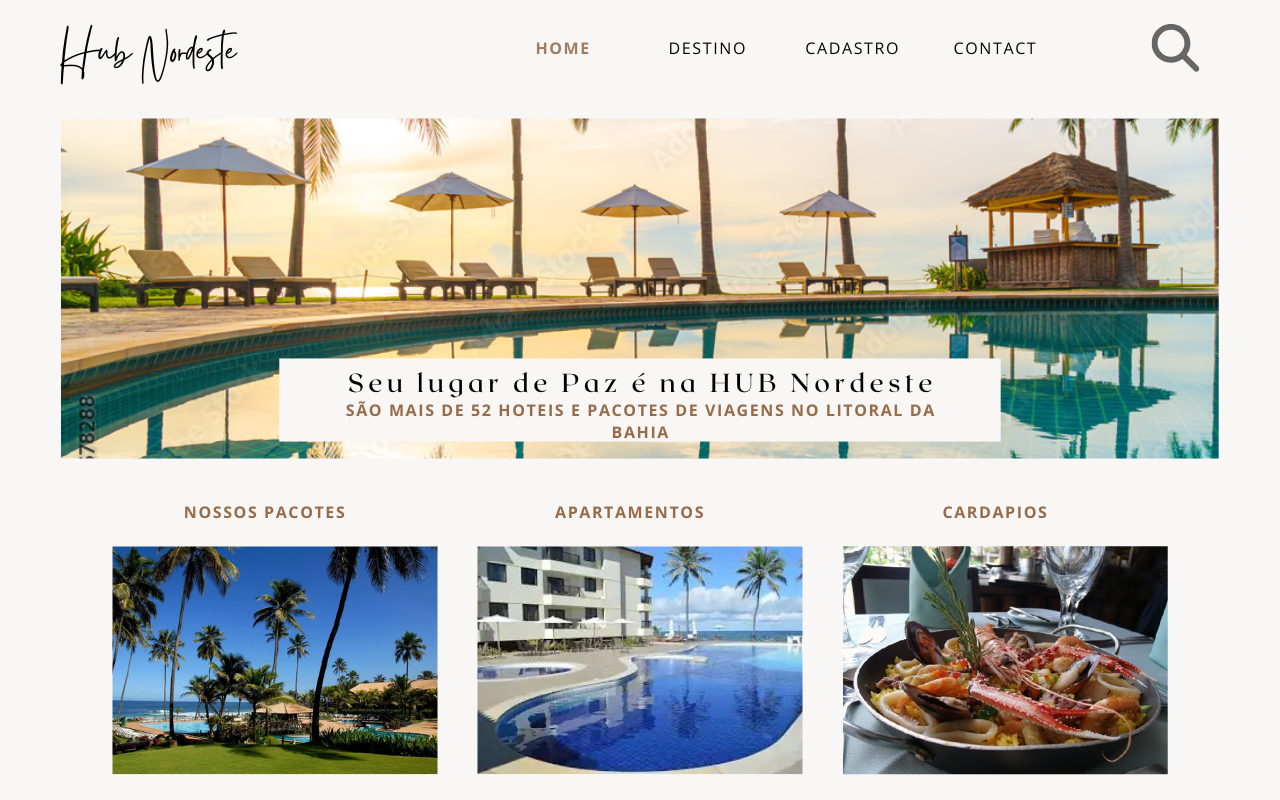 Hub Nordeste
HOME DESTINO CADASTRO CONTACT
Seu lugar de Paz é na HUB Nordeste
SÃO MAIS DE 52 HOTEIS E PACOTES DE VIAGENS NO LITORAL DA
BAHIA
NOSSOS PACOTES APARTAMENTOS CARDAPIOS